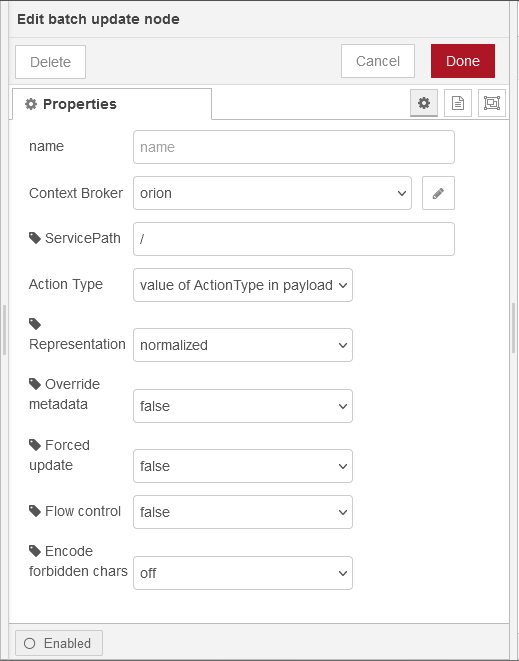 Edit batch update node
Delete
Cancel
Done
Properties
name
name
Context Broker
orion
ServicePath
/
Action Type
value of ActionType in payload
Representation
normalized
Override
metadata
false
Forced
update
false
Flow control
false
Encode
forbidden chars
off
Enabled